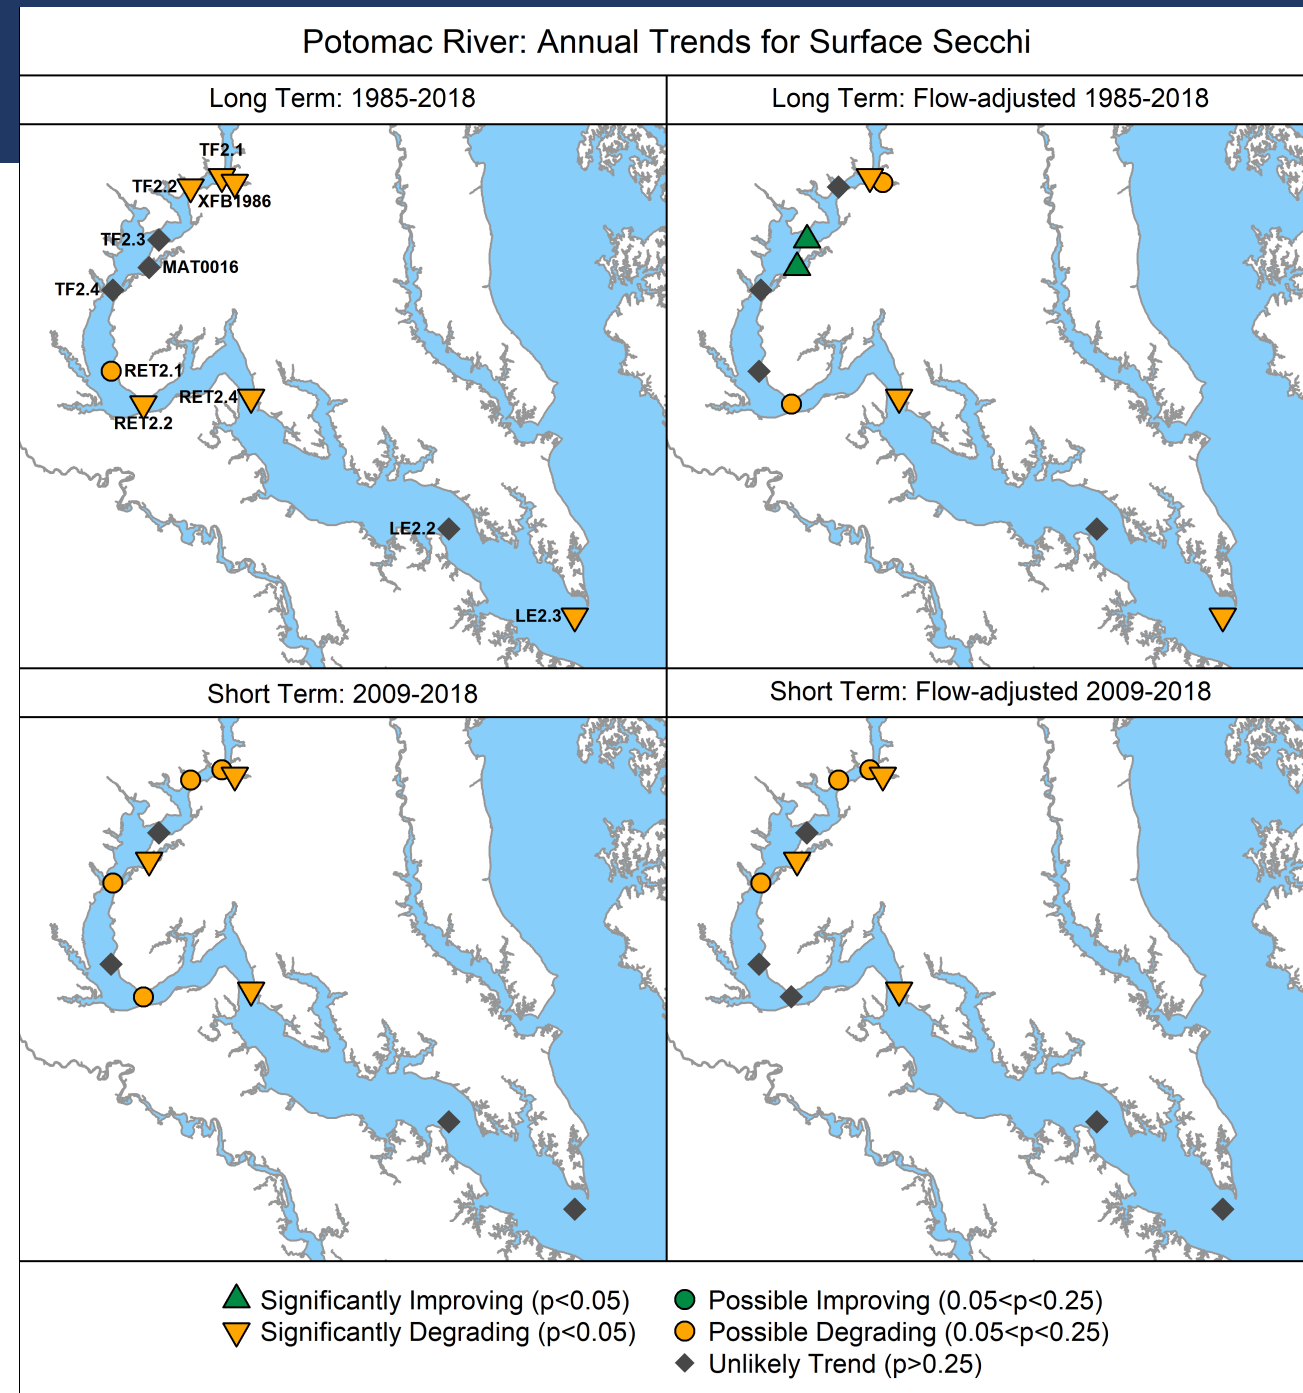 Potomac River: Annual Trends for Surface Secchi
Long Term: 1985-2018
Long Term: Flow-adjusted 1985-2018
TF2.1
TF2.2
XFB1986
TF2.3
MAT0016
TF2.4
RET2.1
RET2.4
RET2.2
LE2.2
LE2.3
Short Term: 2009-2018
Short Term: Flow-adjusted 2009-2018
Significantly Improving (p<0.05)
Possible Improving (0.05<p<0.25)
Significantly Degrading (p<0.05)
Possible Degrading (0.05<p<0.25)
Unlikely Trend (p>0.25)